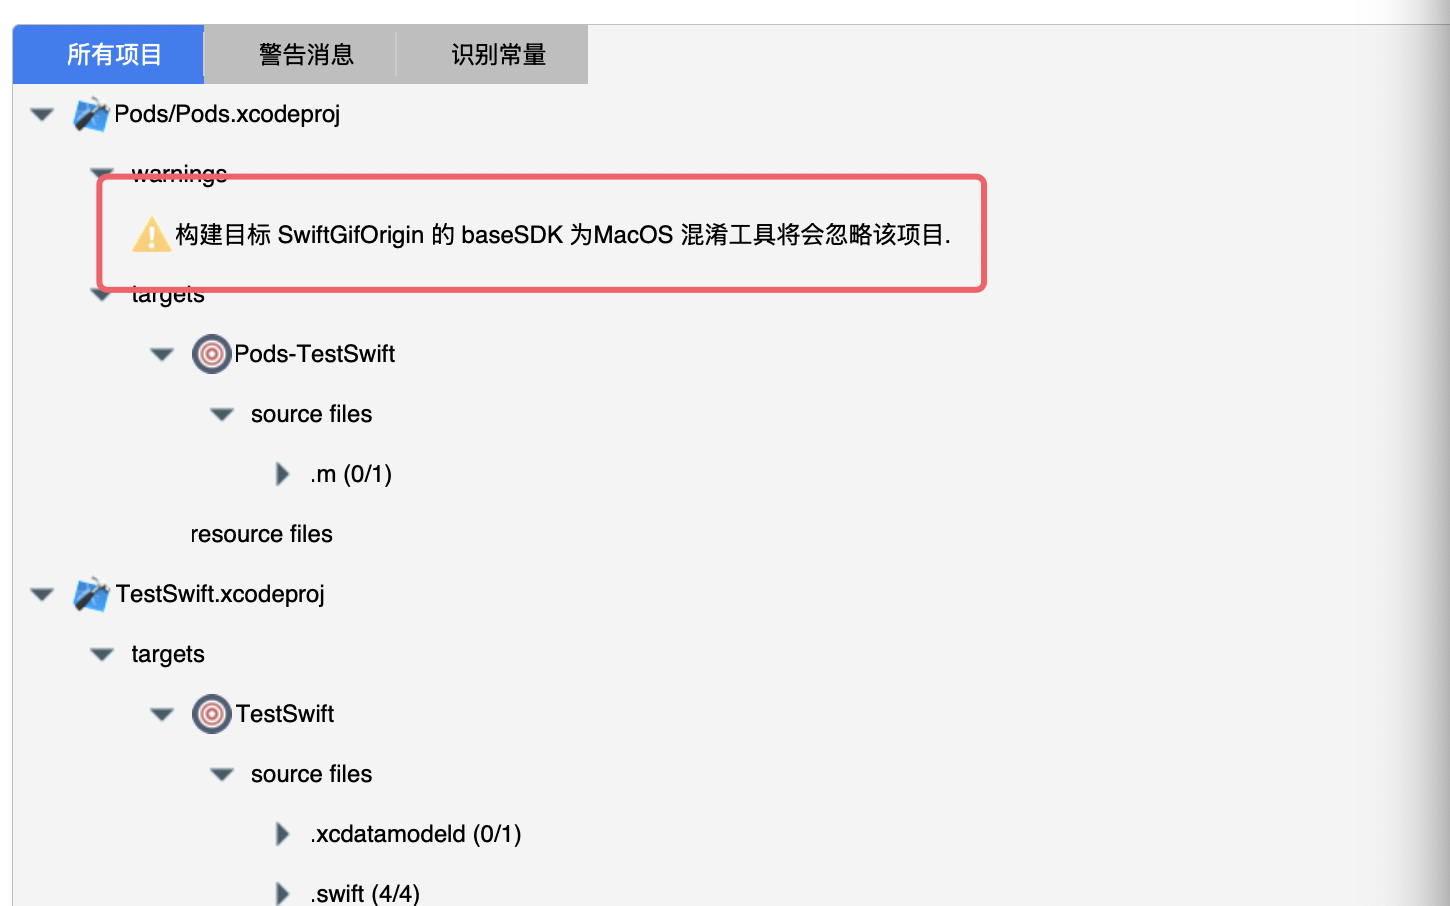 所有项目 警告消息 识别常量
Pods/Pods.xcodeproj
warnings
构建目标 SwiftGifOrigin 的 baseSDK 为MacOS 混淆工具将会忽略该项目.
targets
Pods-TestSwift
source files
.m (0/1)
resource files
TestSwift.xcodeproj
targets
TestSwift
source files
.xcdatamodeld (0/1)
.swift (4/4)